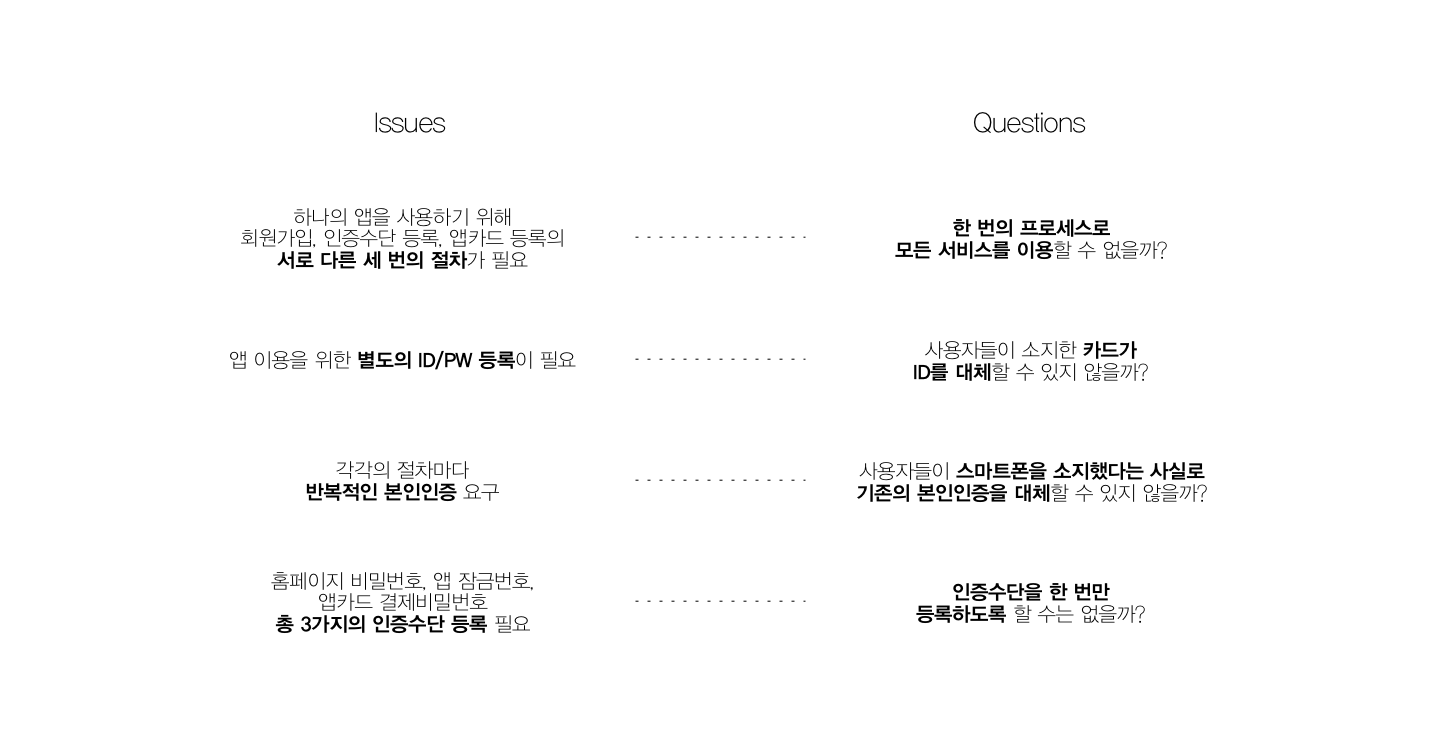 Issues
Questions
하나의 앱을 사용하기 위해
회원가입, 인증수단 등록, 앱카드 등록의
서로 다른 세 번의 절차가 필요
한 번의 프로세스로
모든 서비스를 이용할 수 없을까?
앱 이용을 위한 별도의 ID/PW 등록이 필요
사용자들이 소지한 카드가
ID를 대체할 수 있지 않을까?
각각의 절차마다
반복적인 본인인증 요구
사용자들이 스마트폰을 소지했다는 사실로
기존의 본인인증을 대체할 수 있지 않을까?
홈페이지 비밀번호, 앱 잠금번호,
앱카드 결제비밀번호
총 3가지의 인증수단 등록 필요
인증수단을 한 번만
등록하도록 할 수는 없을까?